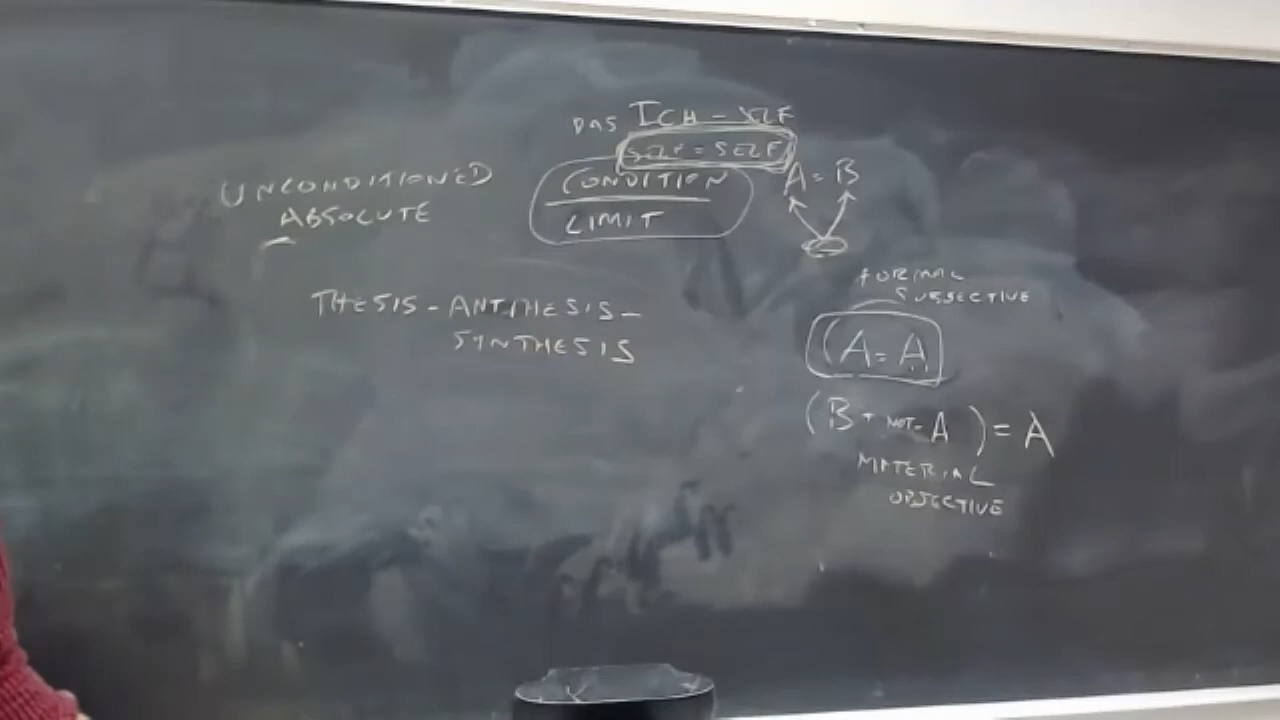 DAS ICH - SELF
SELF = SELF
UNCONDITIONED
ABSOLUTE
CONDITION
LIMIT
A = B
THESIS - ANTITHESIS -
SYNTHESIS
FORMAL
SUBJECTIVE
(A = A
(B + NOT-A) = A
MATERIAL
OBJECTIVE